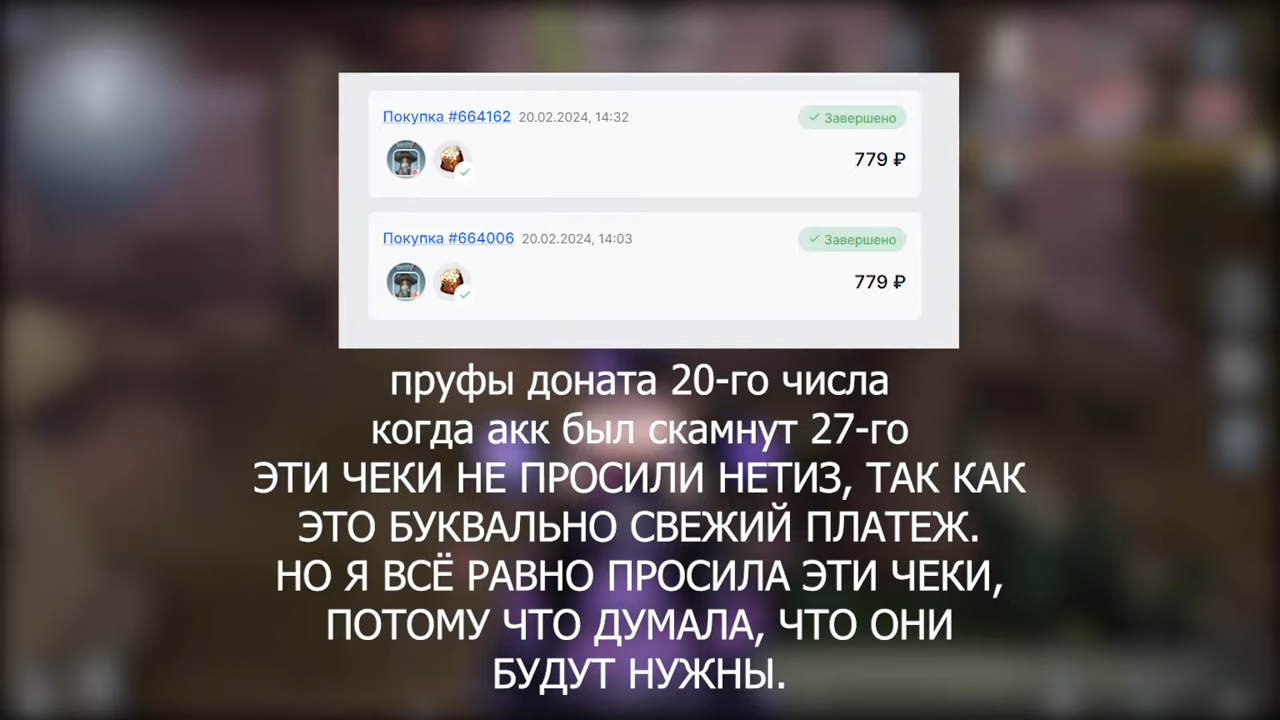 Покупка #664162 20.02.2024, 14:32 Завершено
779 ₽
Покупка #664006 20.02.2024, 14:03 Завершено
779 ₽
пруфы доната 20-го числа
когда акк был скамнут 27-го
ЭТИ ЧЕКИ НЕ ПРОСИЛИ НЕТИЗ, ТАК КАК
ЭТО БУКВАЛЬНО СВЕЖИЙ ПЛАТЕЖ.
НО Я ВСЁ РАВНО ПРОСИЛА ЭТИ ЧЕКИ,
ПОТОМУ ЧТО ДУМАЛА, ЧТО ОНИ
БУДУТ НУЖНЫ.